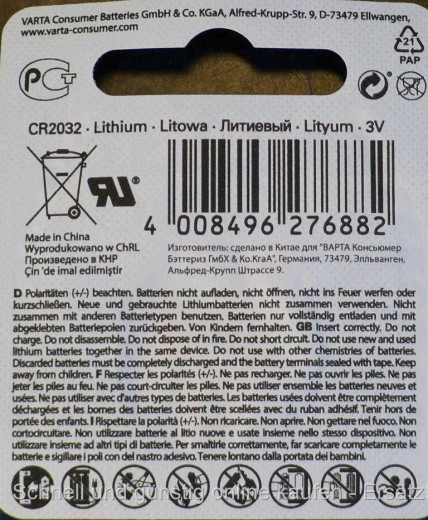 VARTA Consumer Batteries GmbH & Co. KGaA, Alfred-Krupp-Str. 9, D-73479 Ellwangen,
www.varta-consumer.com
21
PAP
CR2032 · Lithium · Litowa · Литиевый · Lityum · 3V
4 008496 276882
Made in China
Wyprodukowano w ChRL
Произведено в КНР
Çin 'de imal edilmiştir
Изготовитель: сделано в Китае для "ВАРТА Консьюмер
Бэттериз ГмбХ & Ko.KraA", Германия, 73479, Эллванген,
Альфред-Крупп Штрассе 9.
D Polaritäten (+/-) beachten. Batterien nicht aufladen, nicht öffnen, nicht ins Feuer werfen oder
kurzschließen. Neue und gebrauchte Lithiumbatterien nicht zusammen verwenden. Nicht
zusammen mit anderen Batterietypen benutzen. Batterien nur vollständig entladen und mit
abgeklebten Batteriepolen zurückgeben. Von Kindern fernhalten. GB Insert correctly. Do not
charge. Do not disassemble. Do not dispose of in fire. Do not short circuit. Do not use new and used
lithium batteries together in the same device. Do not use with other chemistries of batteries.
Discarded batteries must be completely discharged and the battery terminals sealed with tape. Keep
away from children. F Respecter les polarités (+/-). Ne pas recharger. Ne pas ouvrir les piles. Ne pas
jeter les piles au feu. Ne pas court-circuiter les piles. Ne pas utiliser ensemble les batteries neuves et
usées. Ne pas utiliser avec d'autres types de batteries. Les batteries usées doivent être complètement
déchargées et les bornes des batteries doivent être scellées avec du ruban adhésif. Tenir hors de
portée des enfants. I Rispettare la polarità (+/-). Non ricaricare. Non aprire. Non gettare nel fuoco. Non
cortocircuitare. Non utilizzare batterie al litio nuove e usate insieme nello stesso dispositivo. Non
utilizzare insieme ad altri tipi di batterie. Per smaltirle correttamente, far scaricare completamente le
batterie e sigillare i poli con del nastro adesivo. Tenere lontano dalla portata dei bambini.
Schnell und günstig online kaufen - Ersatz